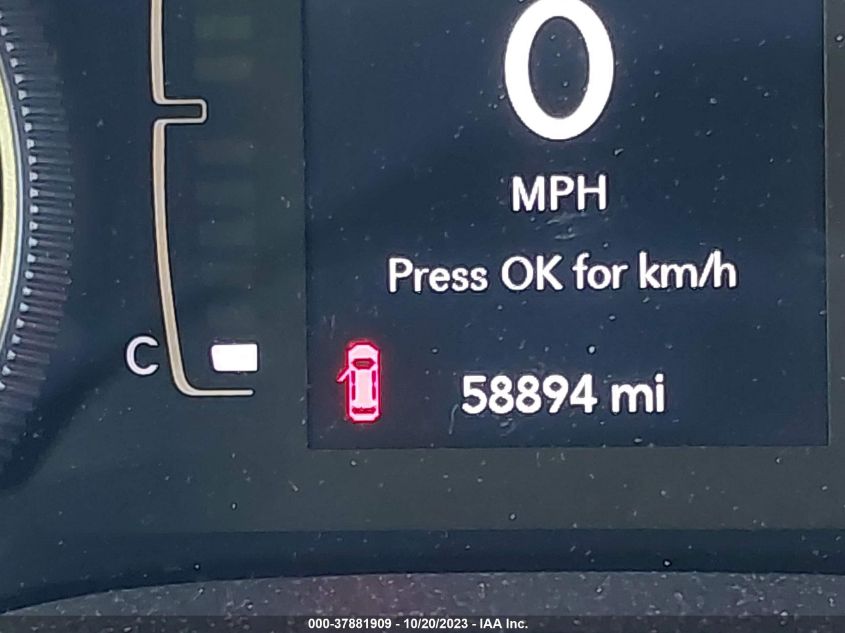 0
MPH
Press OK for km/h
C
58894 mi
000-37881909 - 10/20/2023 - IAA Inc.